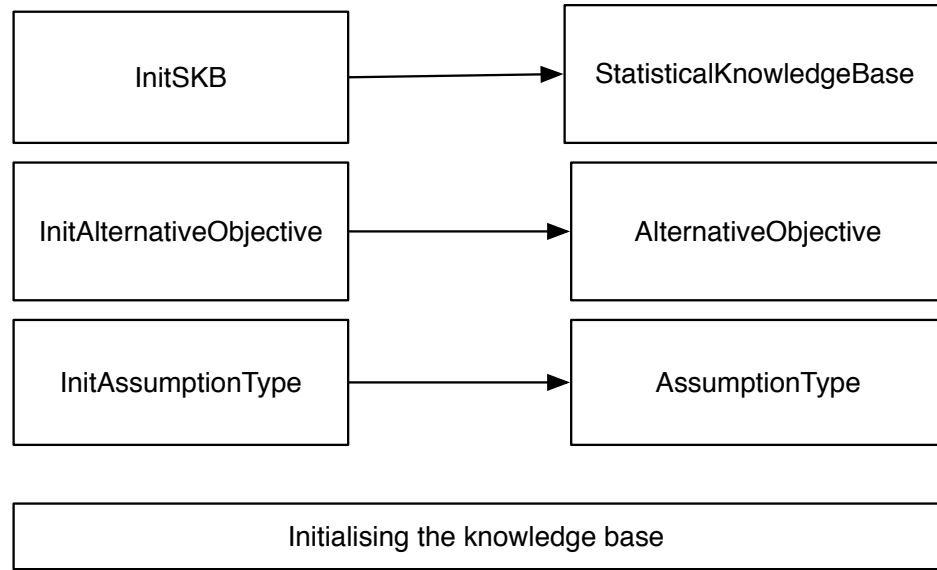 InitSKB
StatisticalKnowledgeBase
InitAlternativeObjective
AlternativeObjective
InitAssumptionType
AssumptionType
Initialising the knowledge base